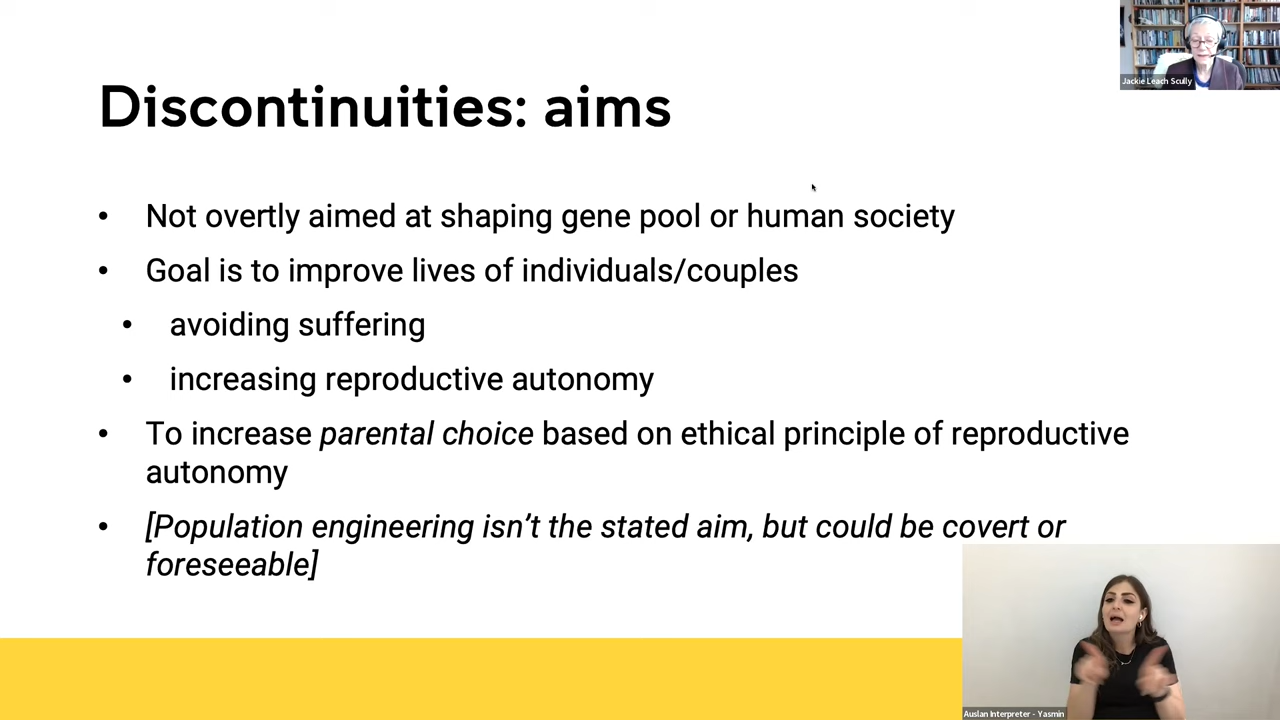 Jackie Leach Scully
Discontinuities: aims
• Not overtly aimed at shaping gene pool or human society
• Goal is to improve lives of individuals/couples
• avoiding suffering
• increasing reproductive autonomy
• To increase parental choice based on ethical principle of reproductive
autonomy
• [Population engineering isn’t the stated aim, but could be covert or
foreseeable]
Auslan Interpreter - Yasmin